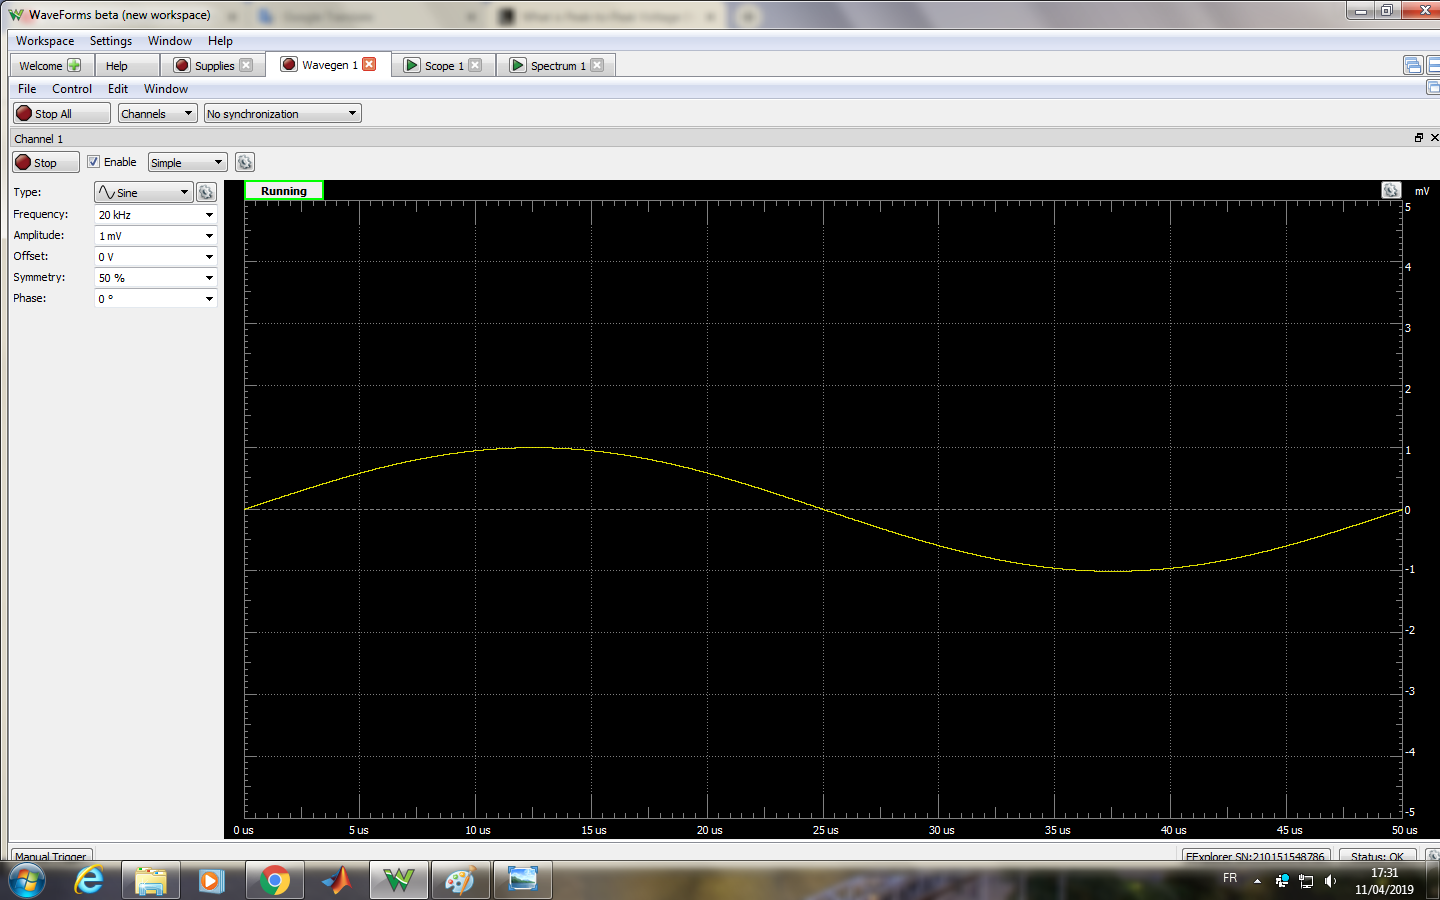 WaveForms beta (new workspace)
Workspace Settings Window Help
Welcome Help Supplies Wavegen 1 Scope 1 Spectrum 1
File Control Edit Window
Stop All Channels No synchronization
Channel 1
Stop Enable Simple
Type: Sine
Frequency: 20 kHz
Amplitude: 1 mV
Offset: 0 V
Symmetry: 50 %
Phase: 0 °
Running mV
5
4
3
2
1
0
-1
-2
-3
-4
-5
0 us 5 us 10 us 15 us 20 us 25 us 30 us 35 us 40 us 45 us 50 us
Manual Trigger EExplorer SN:210151548786 Status: OK
FR 17:31
11/04/2019